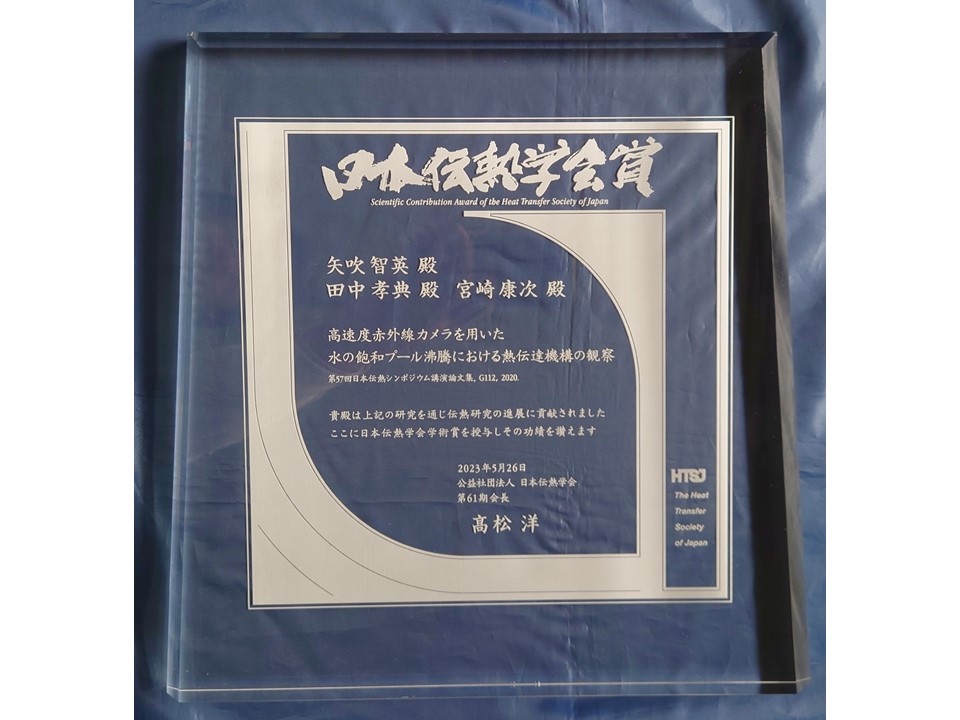 日本伝熱学会賞
Scientific Contribution Award of the Heat Transfer Society of Japan
矢吹智英 殿
田中孝典 殿 宮崎康次 殿
高速度赤外線カメラを用いた
水の飽和プール沸騰における熱伝達機構の観察
第57回日本伝熱シンポジウム講演論文集, G112, 2020.
貴殿は上記の研究を通じ伝熱研究の進展に貢献されました
ここに日本伝熱学会学術賞を授与しその功績を讃えます
2023年5月26日
公益社団法人 日本伝熱学会
第61期会長
髙松 洋
HTSJ
The Heat
Transfer
Society
of Japan